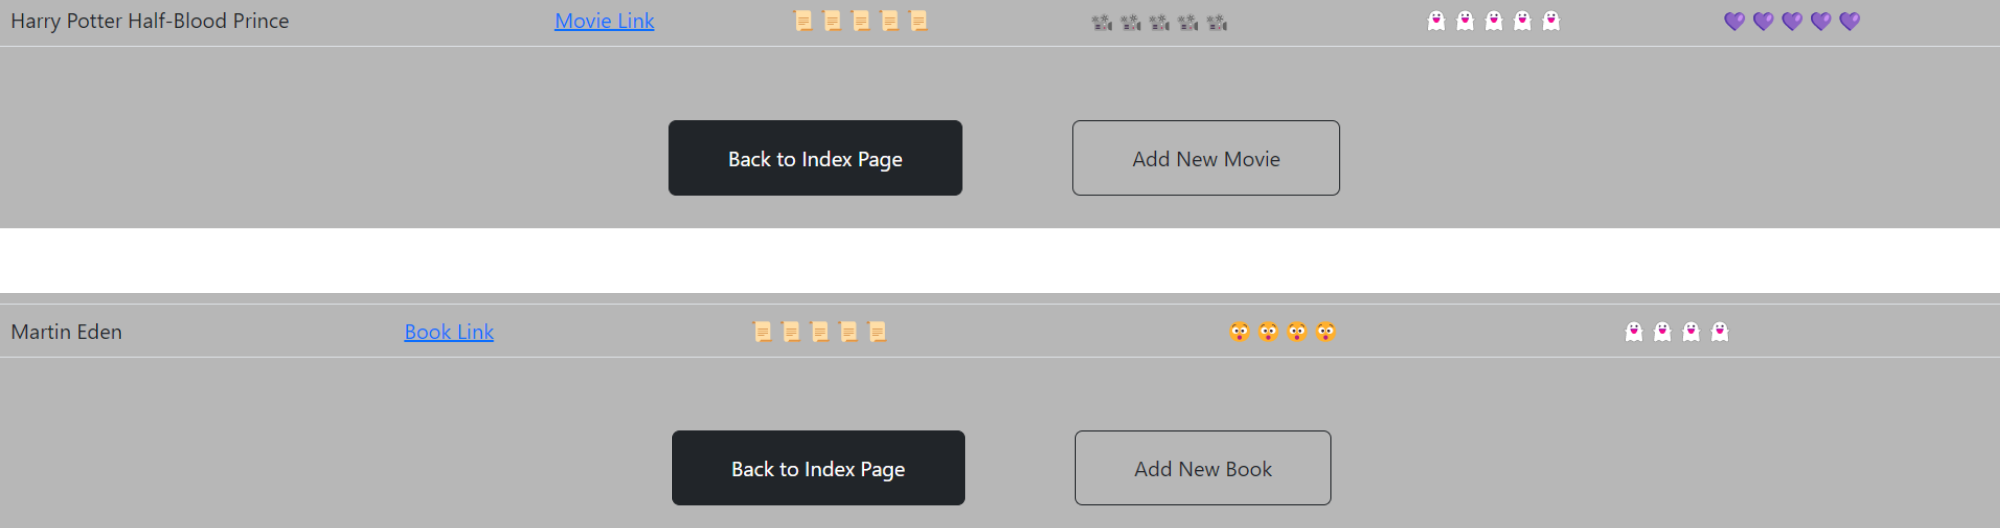 Harry Potter Half-Blood Prince Movie Link 📜 📜 📜 📜 📜 🎥 🎥 🎥 🎥 🎥 👻 👻 👻 👻 👻 💜 💜 💜 💜 💜
Back to Index Page Add New Movie
Martin Eden Book Link 📜 📜 📜 📜 📜 😲 😲 😲 😲 👻 👻 👻 👻
Back to Index Page Add New Book